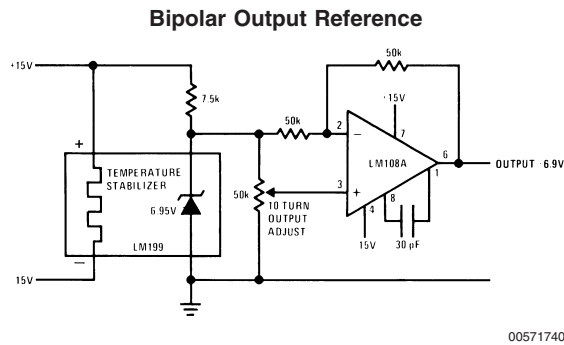 Bipolar Output Reference
+15V
7.5k
50k
50k
15V
2
7
LM108A
6
OUTPUT 6.9V
1
3
8
4
15V
30 pF
+
TEMPERATURE
STABILIZER
6.95V
LM199
−
50k
10 TURN
OUTPUT
ADJUST
15V
−
+
00571740